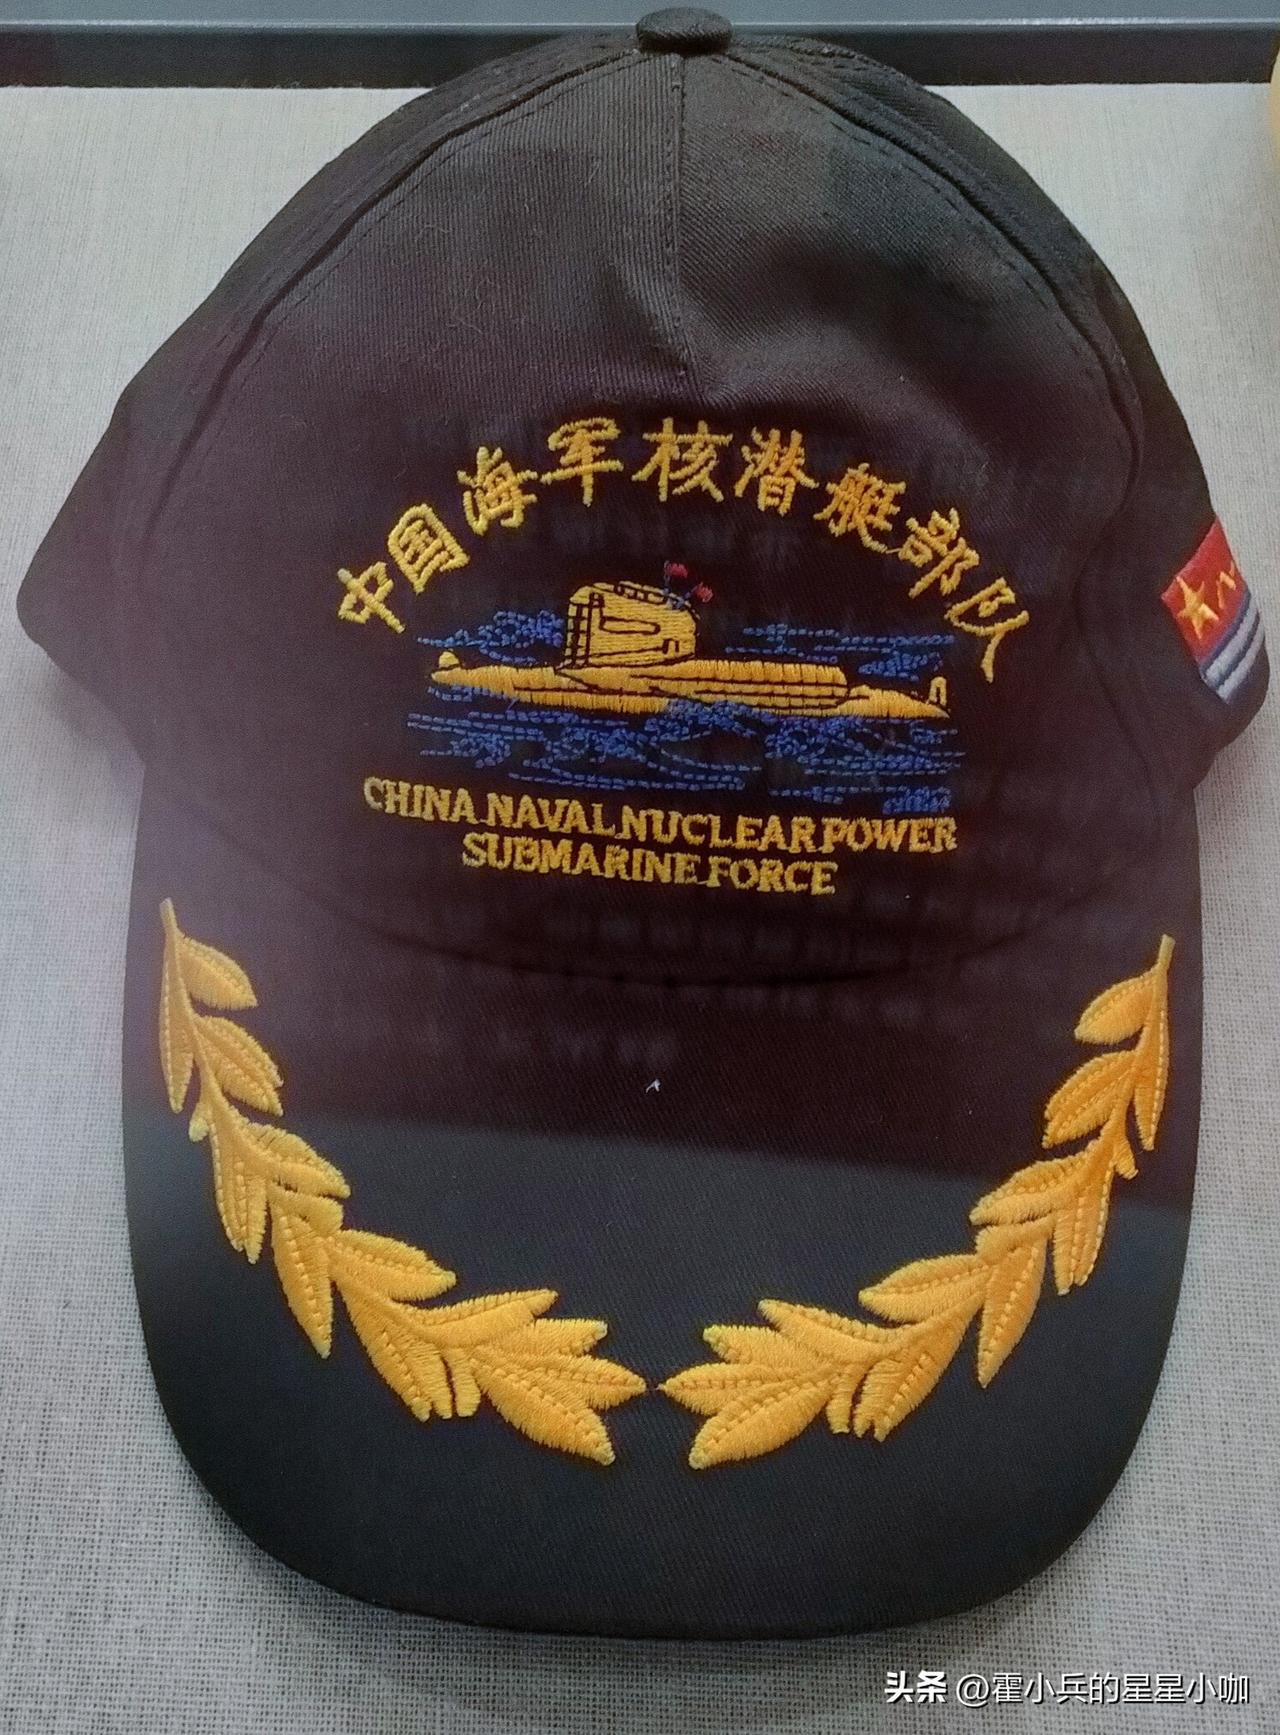 中国海军核潜艇部队
CHINA NAVAL NUCLEAR POWER
SUBMARINE FORCE
头条 @霍小兵的星星小咖